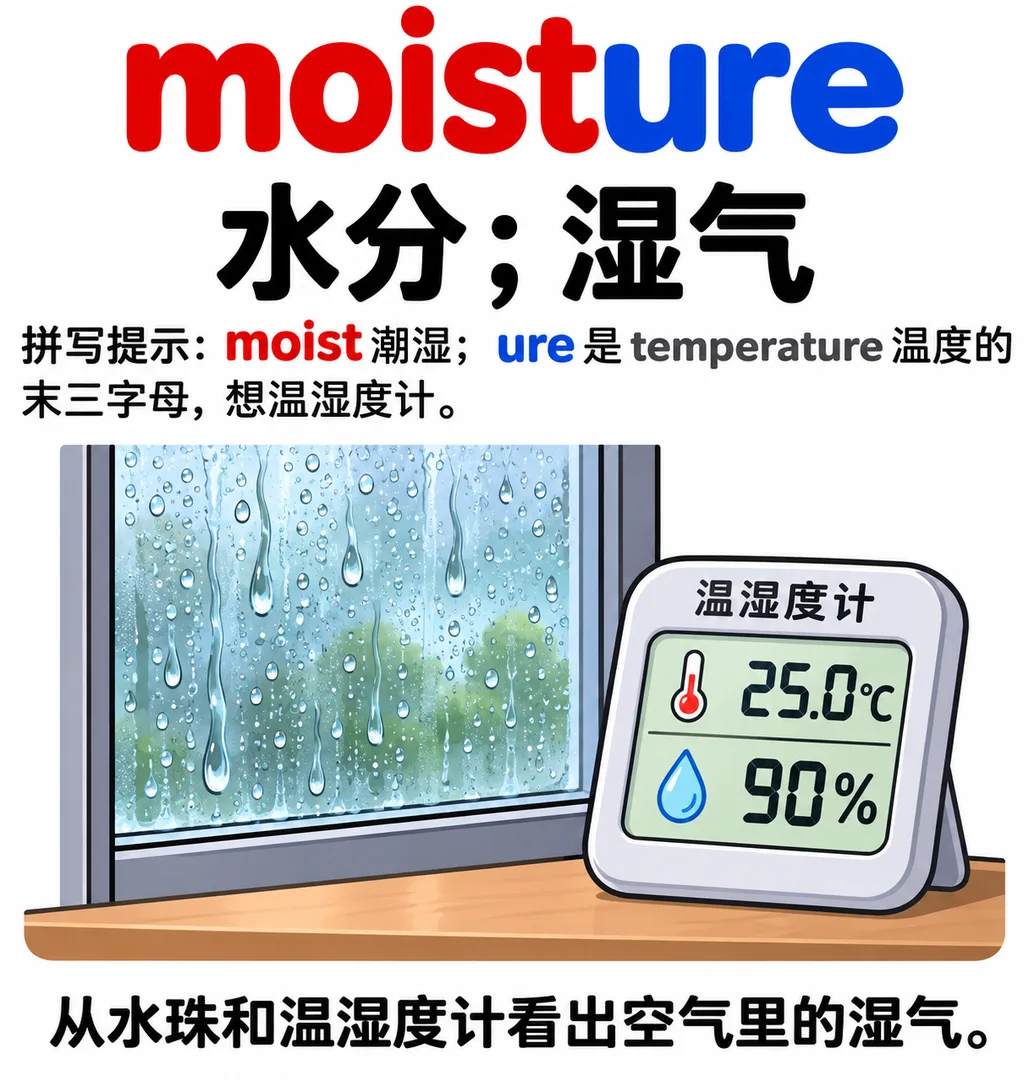 moisture
水分；湿气
拼写提示：moist 潮湿；ure 是 temperature 温度的
末三字母，想温湿度计。
温湿度计
25.0℃
90%
从水珠和温湿度计看出空气里的湿气。